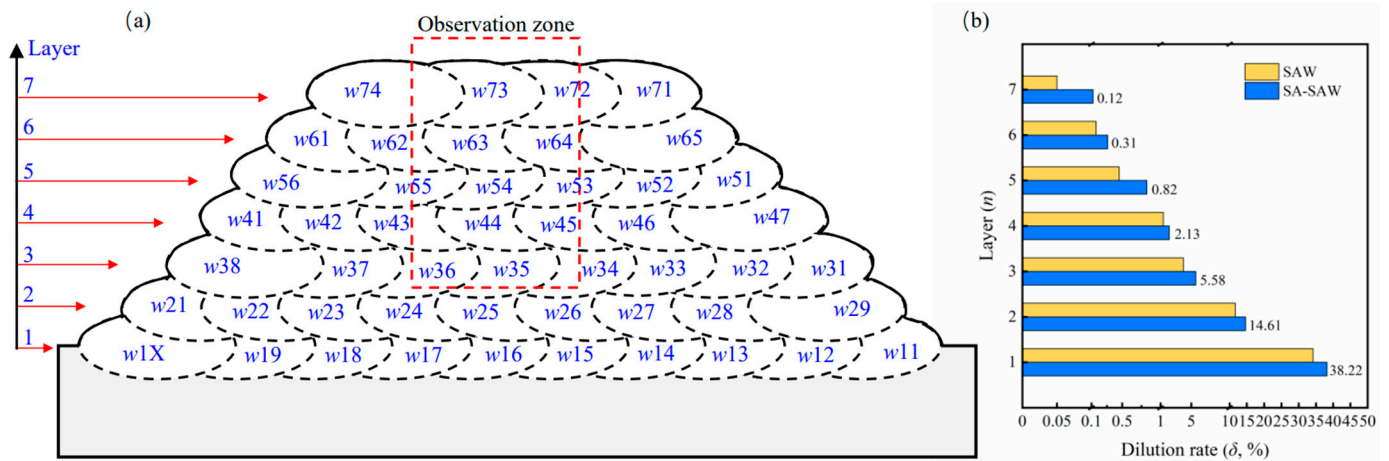 (a)
Observation zone
Layer
7
w74 w73 w72 w71
6
w61 w62 w63 w64 w65
5
w56 w55 w54 w53 w52 w51
4
w41 w42 w43 w44 w45 w46 w47
3
w38 w37 w36 w35 w34 w33 w32 w31
2
w21 w22 w23 w24 w25 w26 w27 w28 w29
1
w1X w19 w18 w17 w16 w15 w14 w13 w12 w11
(b)
SAW
SA-SAW
Layer (n)
7
0.12
6
0.31
5
0.82
4
2.13
3
5.58
2
14.61
1
38.22
0 0.05 0.1 0.5 1 5 10 15 20 25 30 35 40 45 50
Dilution rate (δ, %)